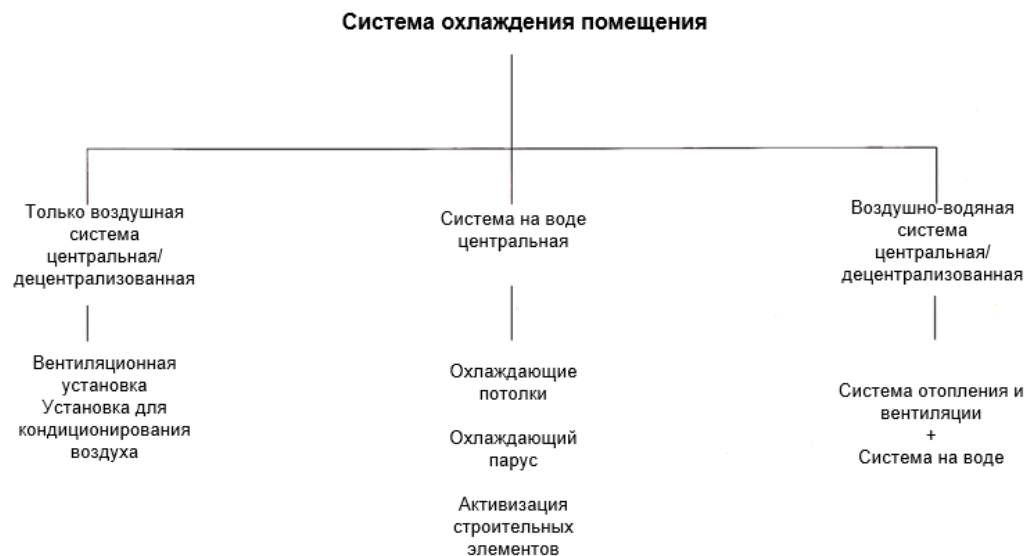 Система охлаждения помещения
Только воздушная
система
центральная/
децентрализованная
Вентиляционная
установка
Установка для
кондиционирования
воздуха
Система на воде
центральная
Охлаждающие
потолки
Охлаждающий
парус
Активизация
строительных
элементов
Воздушно-водяная
система
центральная/
децентрализованная
Система отопления и
вентиляции
+
Система на воде